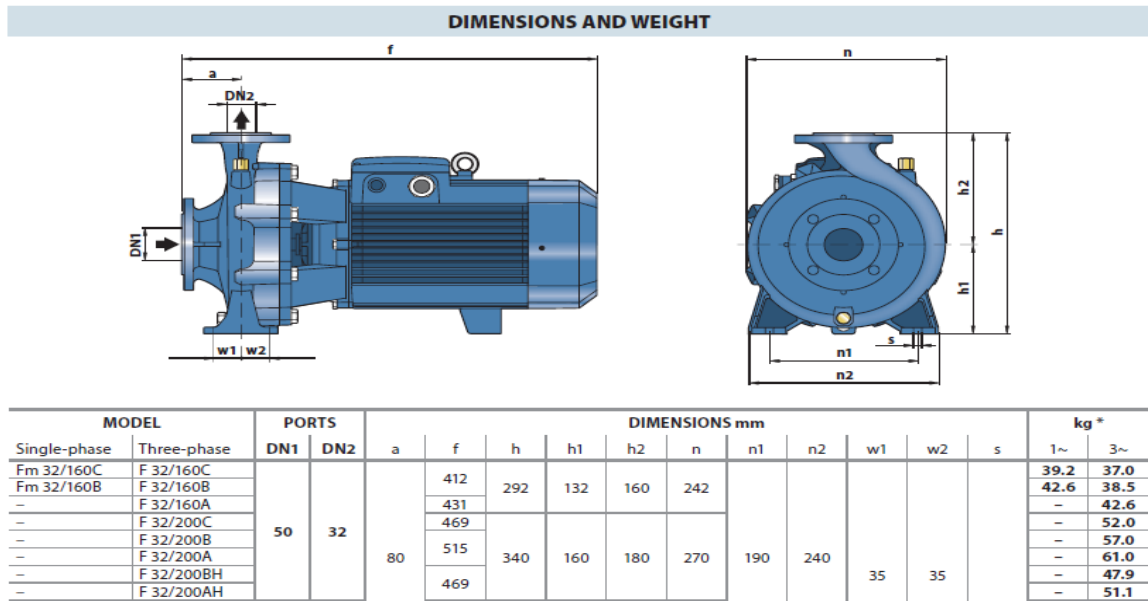 DIMENSIONS AND WEIGHT
f
n
a
DN2
DN1
h2
h
h1
w1 w2
s
n1
n2
MODEL PORTS DIMENSIONS mm kg *
Single-phase Three-phase DN1 DN2 a f h h1 h2 n n1 n2 w1 w2 s 1~ 3~
Fm 32/160C F 32/160C 39.2 37.0
412
Fm 32/160B F 32/160B 292 132 160 242 42.6 38.5
– F 32/160A 431 – 42.6
– F 32/200C 469 – 52.0
50 32
– F 32/200B – 57.0
515
– F 32/200A 80 340 160 180 270 190 240 – 61.0
– F 32/200BH 35 35 – 47.9
469
– F 32/200AH – 51.1